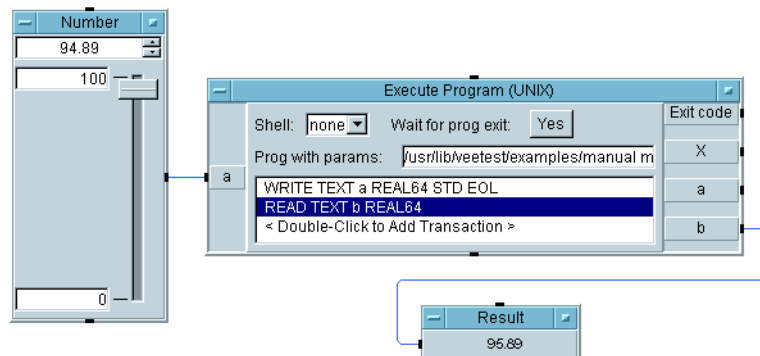 Number
94.89
100
0
Execute Program (UNIX)
Shell: none Wait for prog exit: Yes
Prog with params: /usr/lib/veetest/examples/manual m
a
WRITE TEXT a REAL64 STD EOL
READ TEXT b REAL64
< Double-Click to Add Transaction >
Exit code
X
a
b
Result
95.89